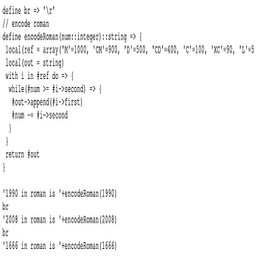 define br => '\r'
// encode roman
define encodeRoman(num::integer)::string => {
local(ref = array('M'=1000, 'CM'=900, 'D'=500, 'CD'=400, 'C'=100, 'XC'=90, 'L'=5
local(out = string)
with i in #ref do => {
while(#num >= #i->second) => {
#out->append(#i->first)
#num -= #i->second
}
}
return #out
}
'1990 in roman is '+encodeRoman(1990)
br
'2008 in roman is '+encodeRoman(2008)
br
'1666 in roman is '+encodeRoman(1666)